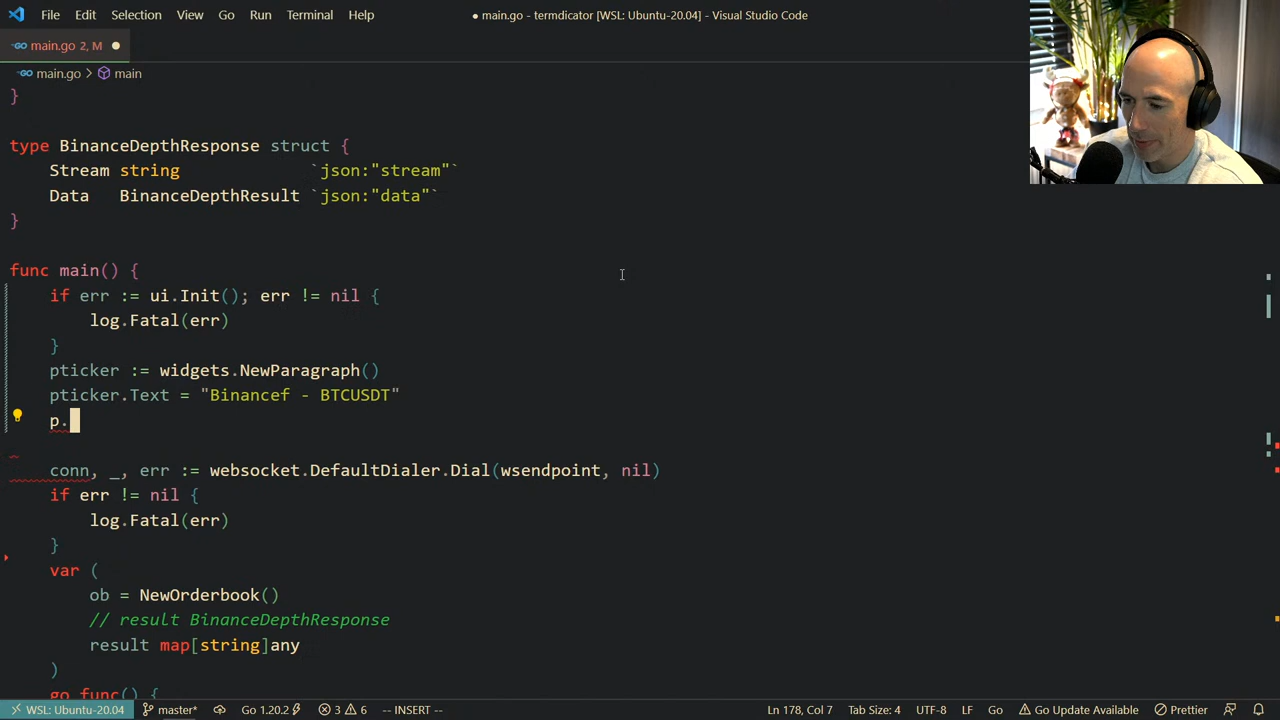 File Edit Selection View Go Run Terminal Help ● main.go - termdicator [WSL: Ubuntu-20.04] - Visual Studio Code
main.go 2, M ●
main.go > main
}
type BinanceDepthResponse struct {
Stream string `json:"stream"`
Data BinanceDepthResult `json:"data"`
}
func main() {
if err := ui.Init(); err != nil {
log.Fatal(err)
}
pticker := widgets.NewParagraph()
pticker.Text = "Binancef - BTCUSDT"
p.
conn, _, err := websocket.DefaultDialer.Dial(wsendpoint, nil)
if err != nil {
log.Fatal(err)
}
var (
ob = NewOrderbook()
// result BinanceDepthResponse
result map[string]any
)
go func() {
WSL: Ubuntu-20.04 master* Go 1.20.2 3 6 -- INSERT -- Ln 178, Col 7 Tab Size: 4 UTF-8 LF Go Go Update Available Prettier